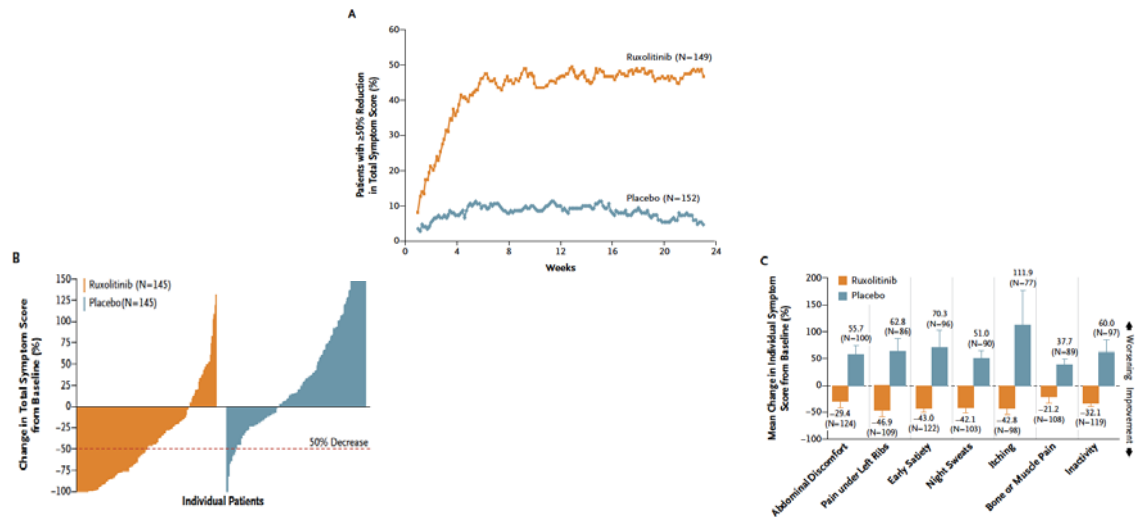 A
Patients with ≥50% Reduction
in Total Symptom Score (%)
60
50
40
30
20
10
0
Ruxolitinib (N=149)
Placebo (N=152)
0 4 8 12 16 20 24
Weeks
B
Change in Total Symptom Score
from Baseline (%)
150
125
100
75
50
25
0
−25
−50
−75
−100
Ruxolitinib (N=145)
Placebo(N=145)
50% Decrease
Individual Patients
C
Mean Change in Individual Symptom
Score from Baseline (%)
200
150
100
50
0
−50
−100
Ruxolitinib
Placebo
55.7
(N=100)
62.8
(N=86)
70.3
(N=96)
51.0
(N=90)
111.9
(N=77)
37.7
(N=89)
60.0
(N=97)
−29.4
(N=124)
−46.9
(N=109)
−43.0
(N=122)
−42.1
(N=103)
−42.8
(N=98)
−21.2
(N=108)
−32.1
(N=119)
Worsening
Improvement
Abdominal Discomfort
Pain under Left Ribs
Early Satiety
Night Sweats
Itching
Bone or Muscle Pain
Inactivity